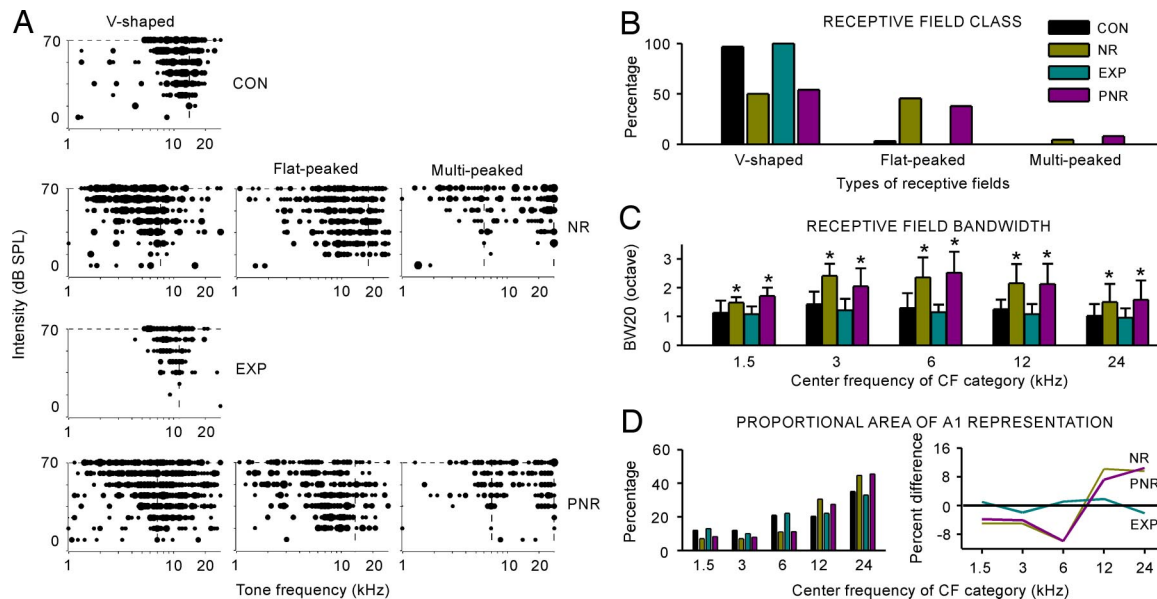 A
V-shaped
70
0
1
10
20
CON
Flat-peaked
Multi-peaked
70
0
1
10
20
1
10
20
1
10
20
NR
Intensity (dB SPL)
70
0
1
10
20
EXP
70
0
1
10
20
1
10
20
1
10
20
PNR
Tone frequency (kHz)
B
RECEPTIVE FIELD CLASS
Percentage
100
50
0
V-shaped
Flat-peaked
Multi-peaked
Types of receptive fields
CON
NR
EXP
PNR
C
RECEPTIVE FIELD BANDWIDTH
BW20 (octave)
3
2
1
0
* * * * * * * * * *
1.5
3
6
12
24
Center frequency of CF category (kHz)
D
PROPORTIONAL AREA OF A1 REPRESENTATION
Percentage
60
40
20
0
1.5
3
6
12
24
Percent difference
16
8
0
-8
NR
PNR
EXP
1.5
3
6
12
24
Center frequency of CF category (kHz)